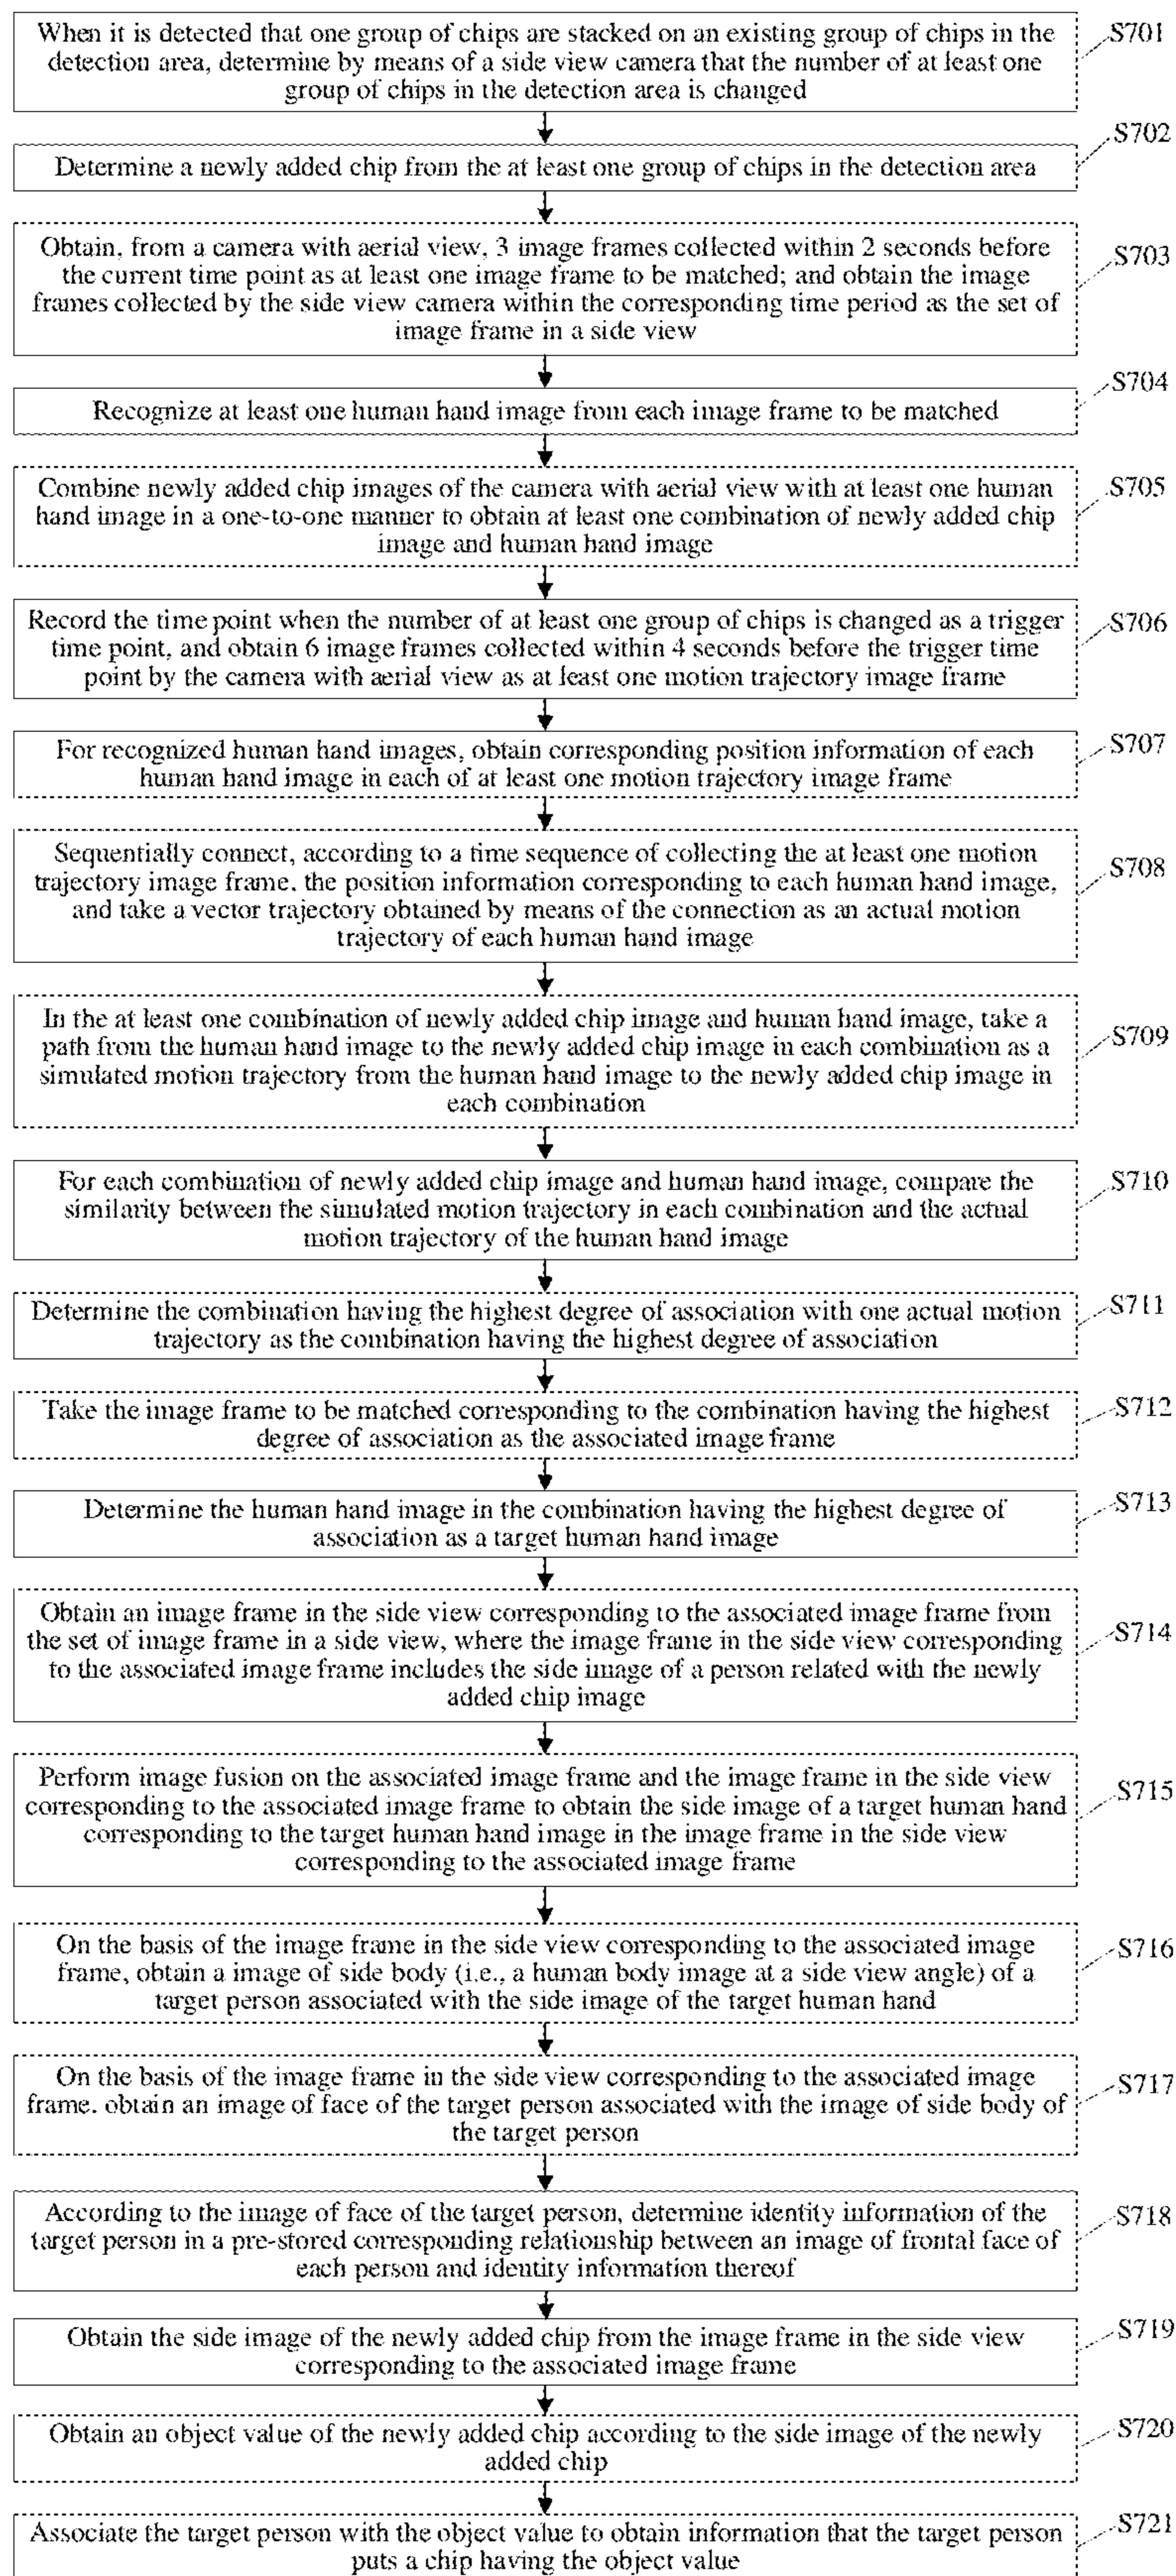 When it is detected that one group of chips are stacked on an existing group of chips in the
detection area, determine by means of a side view camera that the number of at least one
group of chips in the detection area is changed
S701
Determine a newly added chip from the at least one group of chips in the detection area
S702
Obtain, from a camera with aerial view, 3 image frames collected within 2 seconds before
the current time point as at least one image frame to be matched; and obtain the image
frames collected by the side view camera within the corresponding time period as the set of
image frame in a side view
S703
Recognize at least one human hand image from each image frame to be matched
S704
Combine newly added chip images of the camera with aerial view with at least one human
hand image in a one-to-one manner to obtain at least one combination of newly added chip
image and human hand image
S705
Record the time point when the number of at least one group of chips is changed as a trigger
time point, and obtain 6 image frames collected within 4 seconds before the trigger time
point by the camera with aerial view as at least one motion trajectory image frame
S706
For recognized human hand images, obtain corresponding position information of each
human hand image in each of at least one motion trajectory image frame
S707
Sequentially connect, according to a time sequence of collecting the at least one motion
trajectory image frame, the position information corresponding to each human hand image,
and take a vector trajectory obtained by means of the connection as an actual motion
trajectory of each human hand image
S708
In the at least one combination of newly added chip image and human hand image, take a
path from the human hand image to the newly added chip image in each combination as a
simulated motion trajectory from the human hand image to the newly added chip image in
each combination
S709
For each combination of newly added chip image and human hand image, compare the
similarity between the simulated motion trajectory in each combination and the actual
motion trajectory of the human hand image
S710
Determine the combination having the highest degree of association with one actual motion
trajectory as the combination having the highest degree of association
S711
Take the image frame to be matched corresponding to the combination having the highest
degree of association as the associated image frame
S712
Determine the human hand image in the combination having the highest degree of
association as a target human hand image
S713
Obtain an image frame in the side view corresponding to the associated image frame from
the set of image frame in a side view, where the image frame in the side view corresponding
to the associated image frame includes the side image of a person related with the newly
added chip image
S714
Perform image fusion on the associated image frame and the image frame in the side view
corresponding to the associated image frame to obtain the side image of a target human hand
corresponding to the target human hand image in the image frame in the side view
corresponding to the associated image frame
S715
On the basis of the image frame in the side view corresponding to the associated image
frame, obtain a image of side body (i.e., a human body image at a side view angle) of a
target person associated with the side image of the target human hand
S716
On the basis of the image frame in the side view corresponding to the associated image
frame, obtain an image of face of the target person associated with the image of side body of
the target person
S717
According to the image of face of the target person, determine identity information of the
target person in a pre-stored corresponding relationship between an image of frontal face of
each person and identity information thereof
S718
Obtain the side image of the newly added chip from the image frame in the side view
corresponding to the associated image frame
S719
Obtain an object value of the newly added chip according to the side image of the newly
added chip
S720
Associate the target person with the object value to obtain information that the target person
puts a chip having the object value
S721